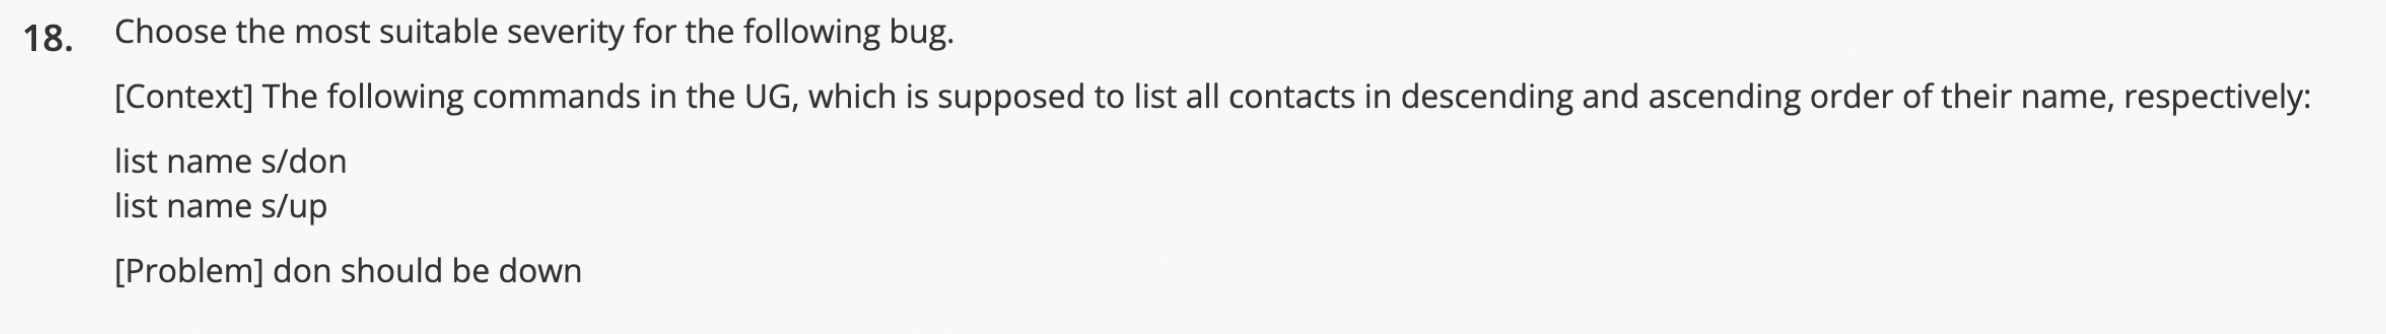 18. Choose the most suitable severity for the following bug.
[Context] The following commands in the UG, which is supposed to list all contacts in descending and ascending order of their name, respectively:
list name s/don
list name s/up
[Problem] don should be down